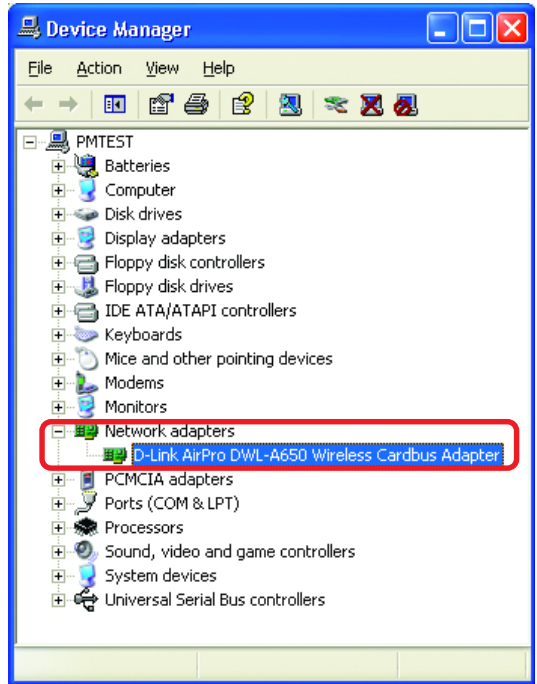 Device Manager
File Action View Help
PMTEST
Batteries
Computer
Disk drives
Display adapters
Floppy disk controllers
Floppy disk drives
IDE ATA/ATAPI controllers
Keyboards
Mice and other pointing devices
Modems
Monitors
Network adapters
D-Link AirPro DWL-A650 Wireless Cardbus Adapter
PCMCIA adapters
Ports (COM & LPT)
Processors
Sound, video and game controllers
System devices
Universal Serial Bus controllers